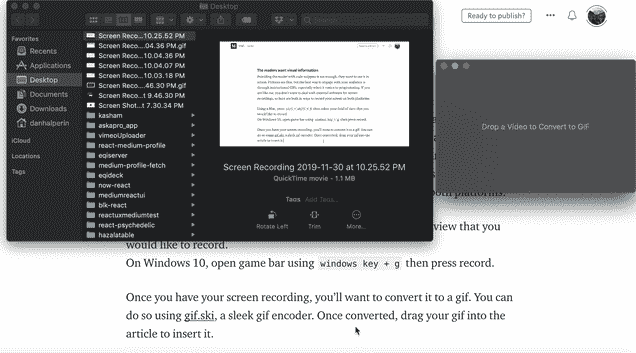 Desktop
Search
Ready to publish?
Favorites
Recents
Applications
Desktop
Documents
Downloads
danhalperin
iCloud
Locations
Tags
Screen Reco...10.25.52 PM
Screen Reco....04.36 PM.gif
Screen Reco...10.04.36 PM
Screen Reco...10.04.07 PM
Screen Reco...10.03.18 PM
Screen Reco....46.30 PM.gif
Screen Shot...t 7.30.34 PM
kasham
askapro_app
vimeoUploader
react-medium-profile
eqiserver
medium-profile-fetch
eqideck
now-react
mediumreactui
blk-react
reactuxmediumtest
react-psychedelic
hazalatable
Screen Recording 2019-11-30 at 10.25.52 PM
QuickTime movie - 1.1 MB
Tags Add Tags...
Rotate Left
Trim
More...
Drop a Video to Convert to GIF
both platforms.
view that you
would like to record.
On Windows 10, open game bar using windows key + g then press record.
Once you have your screen recording, you’ll want to convert it to a gif. You can
do so using gif.ski, a sleek gif encoder. Once converted, drag your gif into the
article to insert it.